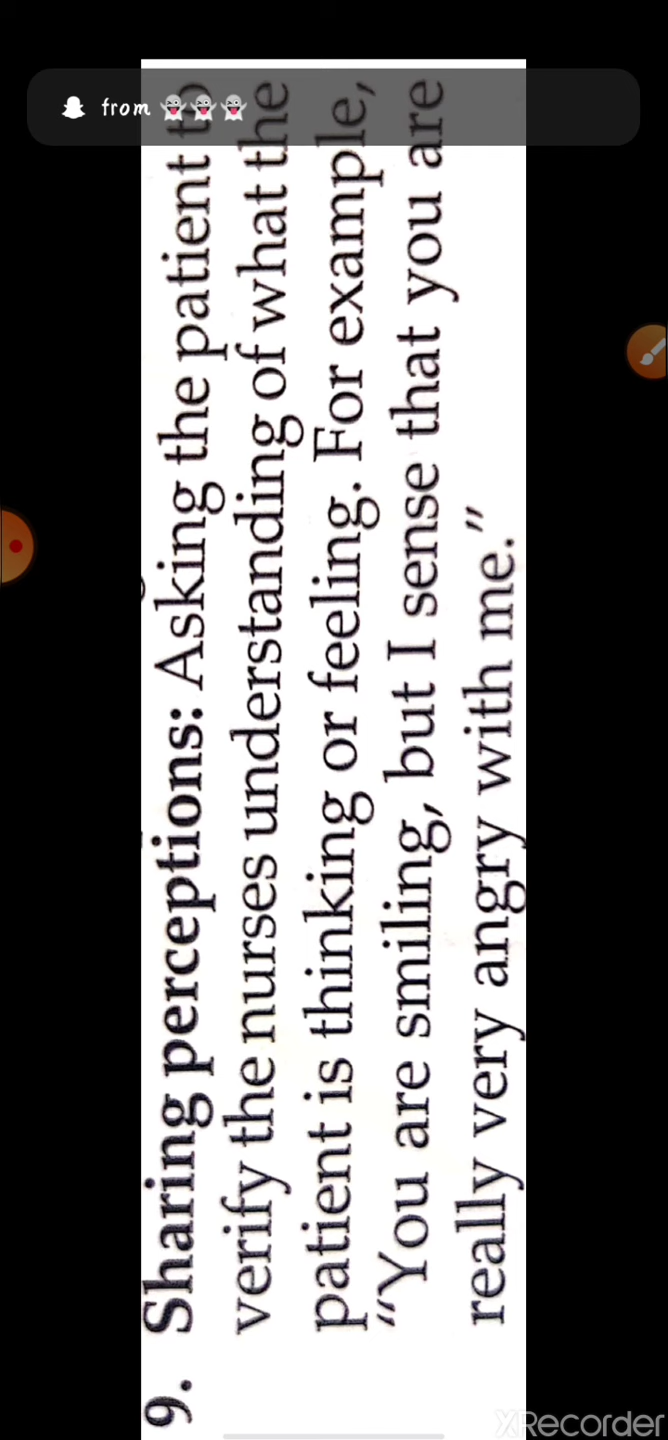 from 👻👻👻
9. Sharing perceptions: Asking the patient to
verify the nurses understanding of what the
patient is thinking or feeling. For example,
“You are smiling, but I sense that you are
really very angry with me.”
XRecorder